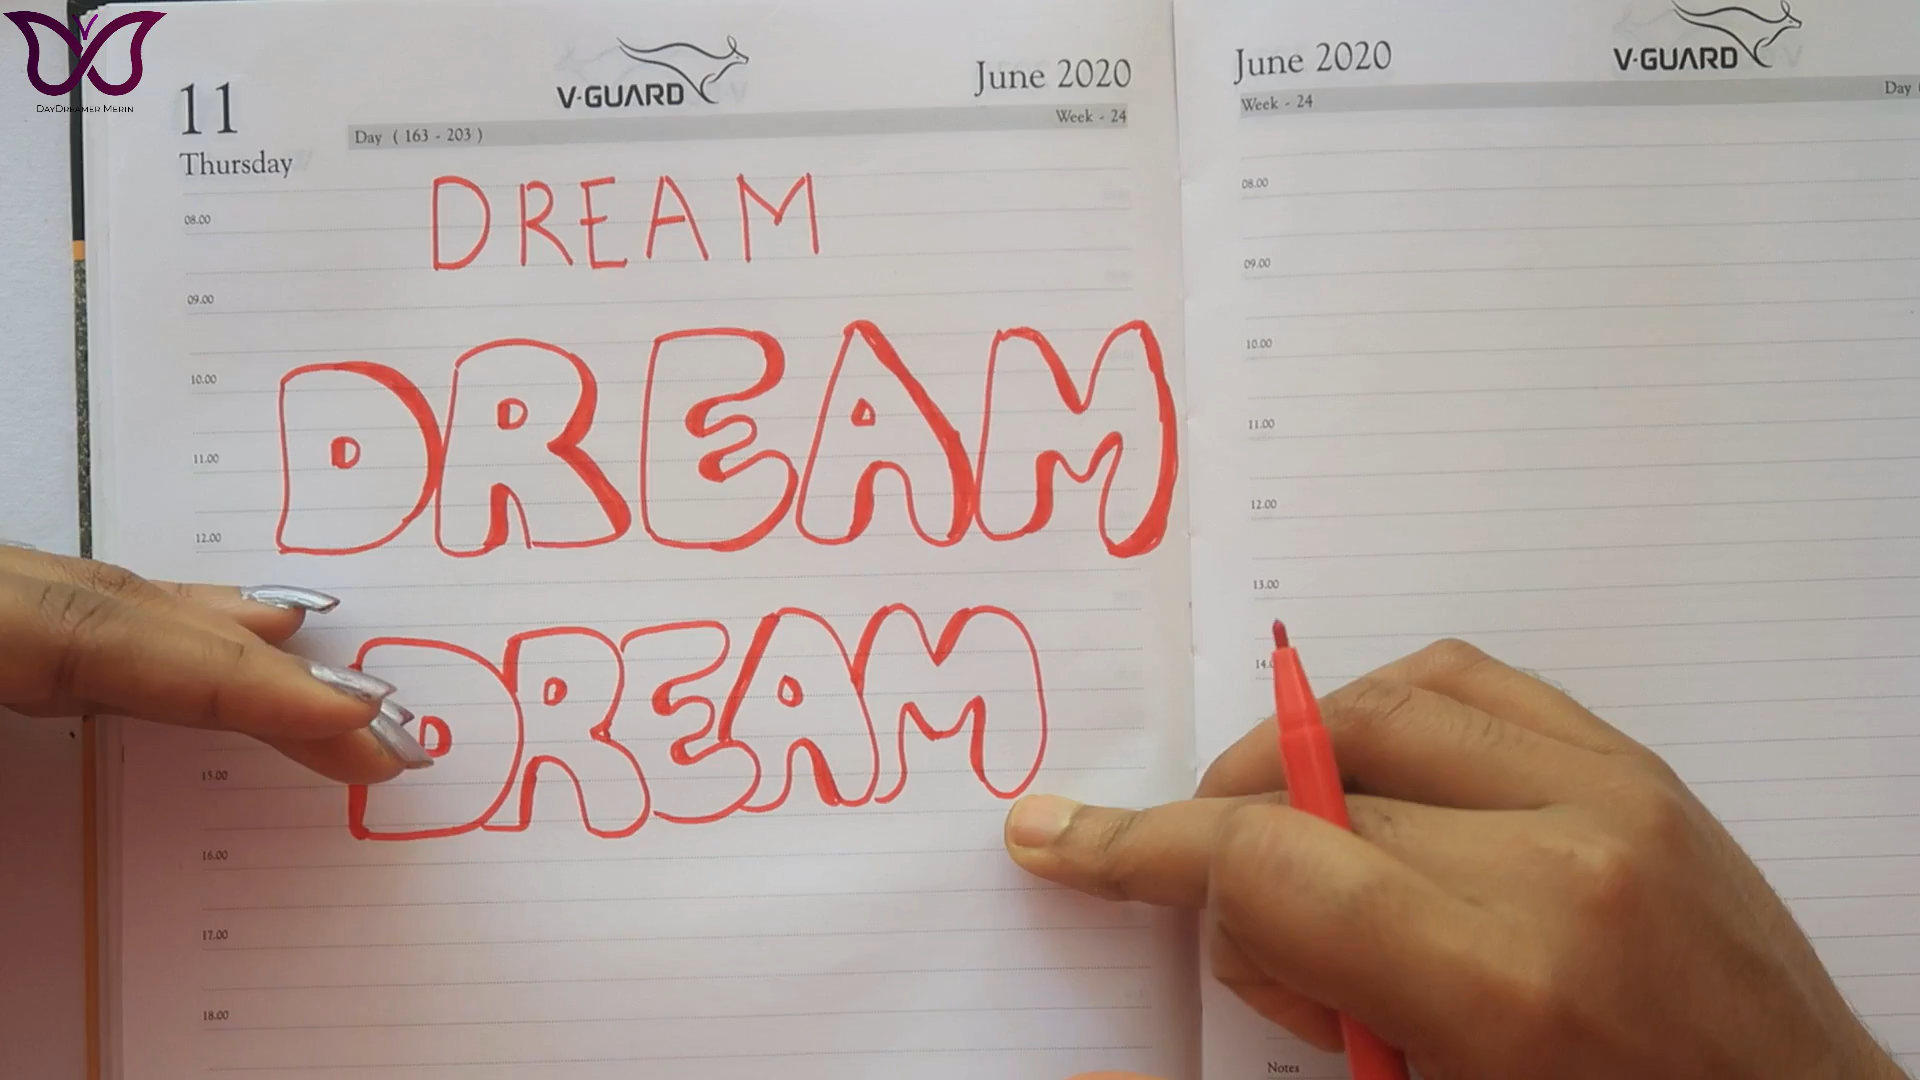 DAYDREAMER MERIN
11
Thursday
V-GUARD
June 2020
Day ( 163 - 203 )
Week - 24
DREAM
DREAM
DREAM
08.00
09.00
10.00
11.00
12.00
15.00
16.00
17.00
18.00
June 2020
V-GUARD
Week - 24
Day
08.00
09.00
10.00
11.00
12.00
13.00
14.
Notes